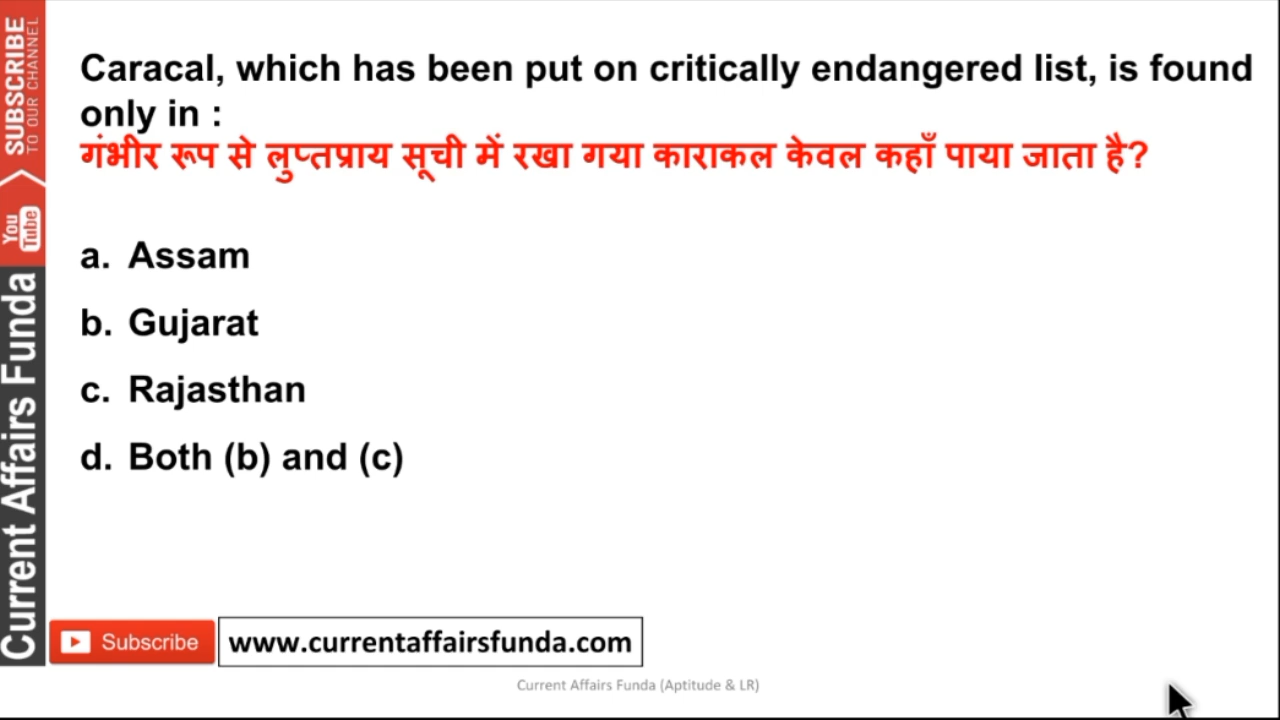 SUBSCRIBE
TO OUR CHANNEL
You
Tube
Current Affairs Funda
Caracal, which has been put on critically endangered list, is found
only in :
गंभीर रूप से लुप्तप्राय सूची में रखा गया काराकल केवल कहाँ पाया जाता है?
a. Assam
b. Gujarat
c. Rajasthan
d. Both (b) and (c)
Subscribe
www.currentaffairsfunda.com
Current Affairs Funda (Aptitude & LR)